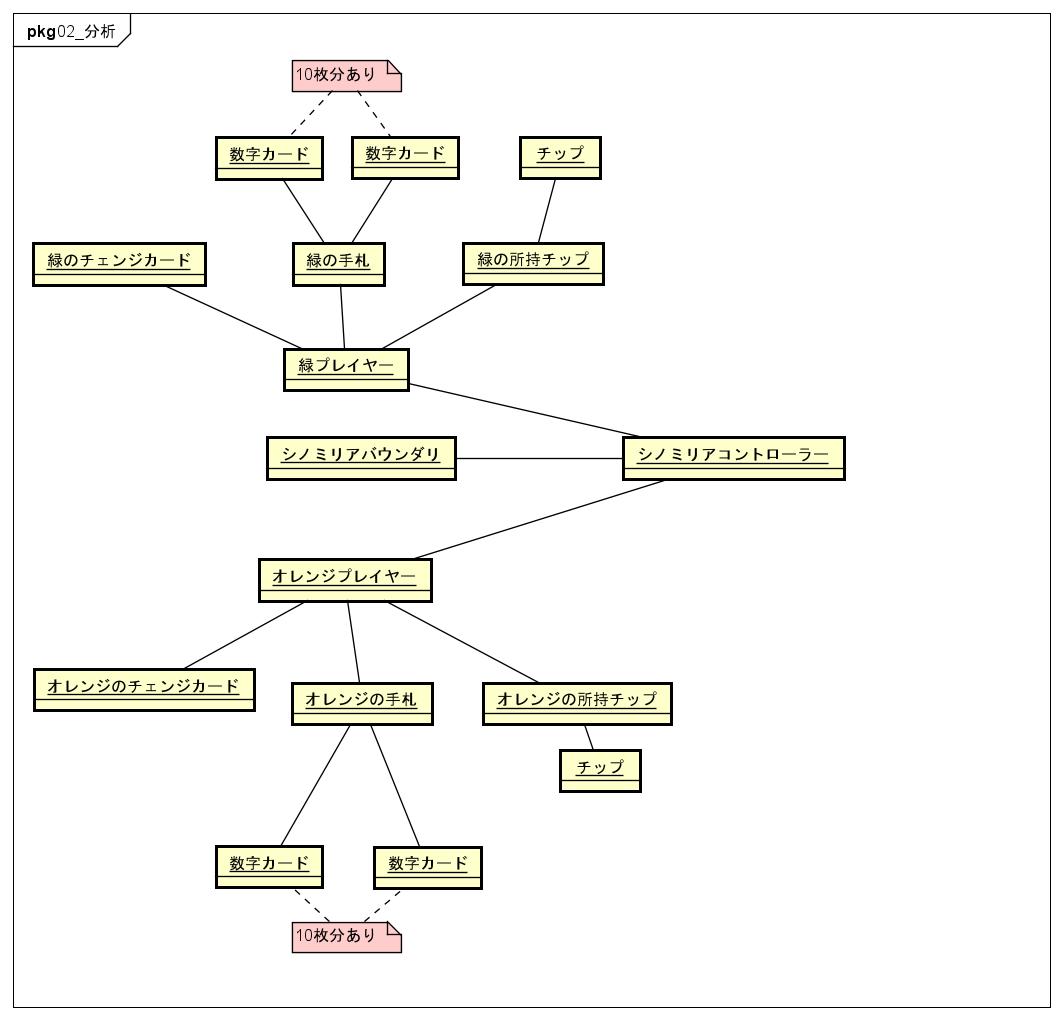 pkg02_分析
10枚分あり
数字カード
数字カード
チップ
緑のチェンジカード
緑の手札
緑の所持チップ
緑プレイヤー
シノミリアバウンダリ
シノミリアコントローラー
オレンジプレイヤー
オレンジのチェンジカード
オレンジの手札
オレンジの所持チップ
チップ
数字カード
数字カード
10枚分あり